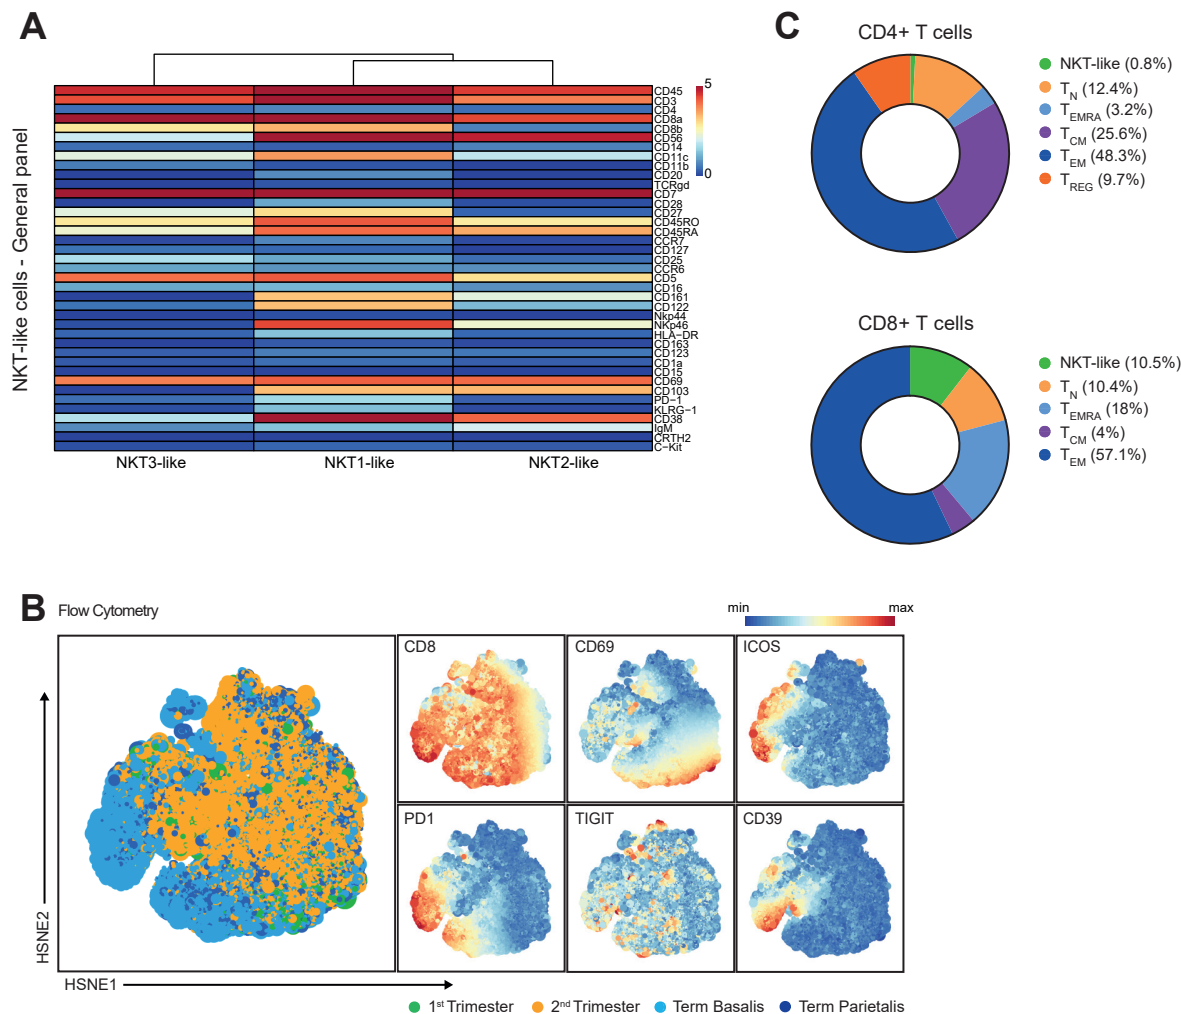 A
NKT-like cells - General panel
CD45
CD3
CD4
CD8a
CD8b
CD56
CD14
CD11c
CD11b
CD20
TCRgd
CD7
CD28
CD27
CD45RO
CD45RA
CCR7
CD127
CD25
CCR6
CD5
CD16
CD161
CD122
Nkp44
NKp46
HLA−DR
CD163
CD123
CD1a
CD15
CD69
CD103
PD−1
KLRG−1
CD38
IgM
CRTH2
C−Kit
5
0
NKT3-like
NKT1-like
NKT2-like
C
CD4+ T cells
NKT-like (0.8%)
TN (12.4%)
TEMRA (3.2%)
TCM (25.6%)
TEM (48.3%)
TREG (9.7%)
CD8+ T cells
NKT-like (10.5%)
TN (10.4%)
TEMRA (18%)
TCM (4%)
TEM (57.1%)
B
Flow Cytometry
min
max
CD8
CD69
ICOS
PD1
TIGIT
CD39
HSNE2
HSNE1
1st Trimester
2nd Trimester
Term Basalis
Term Parietalis